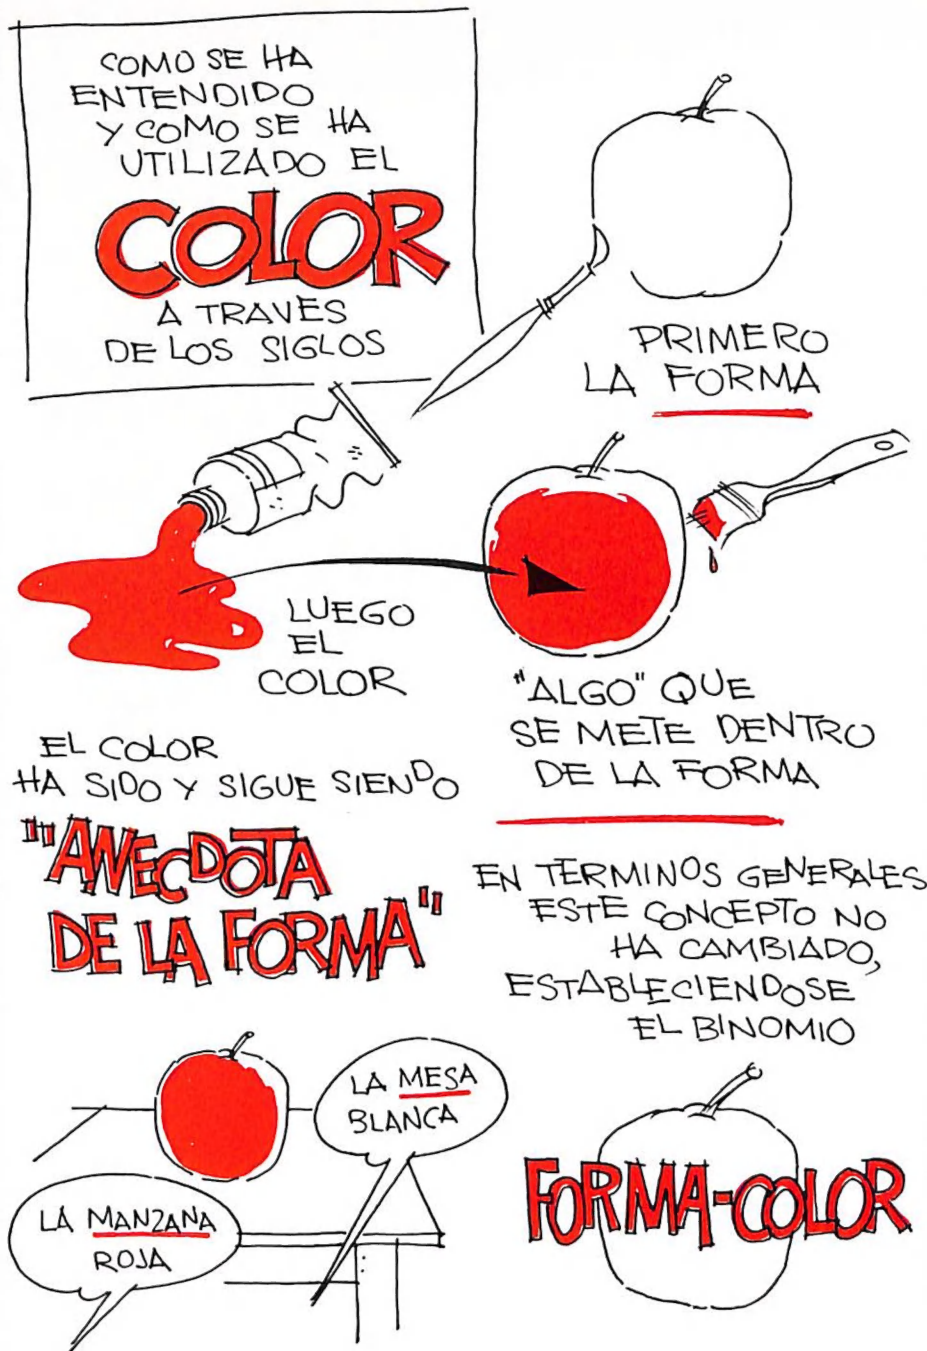 COMO SE HA
ENTENDIDO
Y COMO SE HA
UTILIZADO EL
COLOR
A TRAVES
DE LOS SIGLOS
PRIMERO
LA FORMA
LUEGO
EL
COLOR
"ALGO" QUE
SE METE DENTRO
DE LA FORMA
EL COLOR
HA SIDO Y SIGUE SIENDO
"ANECDOTA
DE LA FORMA"
EN TERMINOS GENERALES
ESTE CONCEPTO NO
HA CAMBIADO,
ESTABLECIENDOSE
EL BINOMIO
LA MESA
BLANCA
LA MANZANA
ROJA
FORMA-COLOR